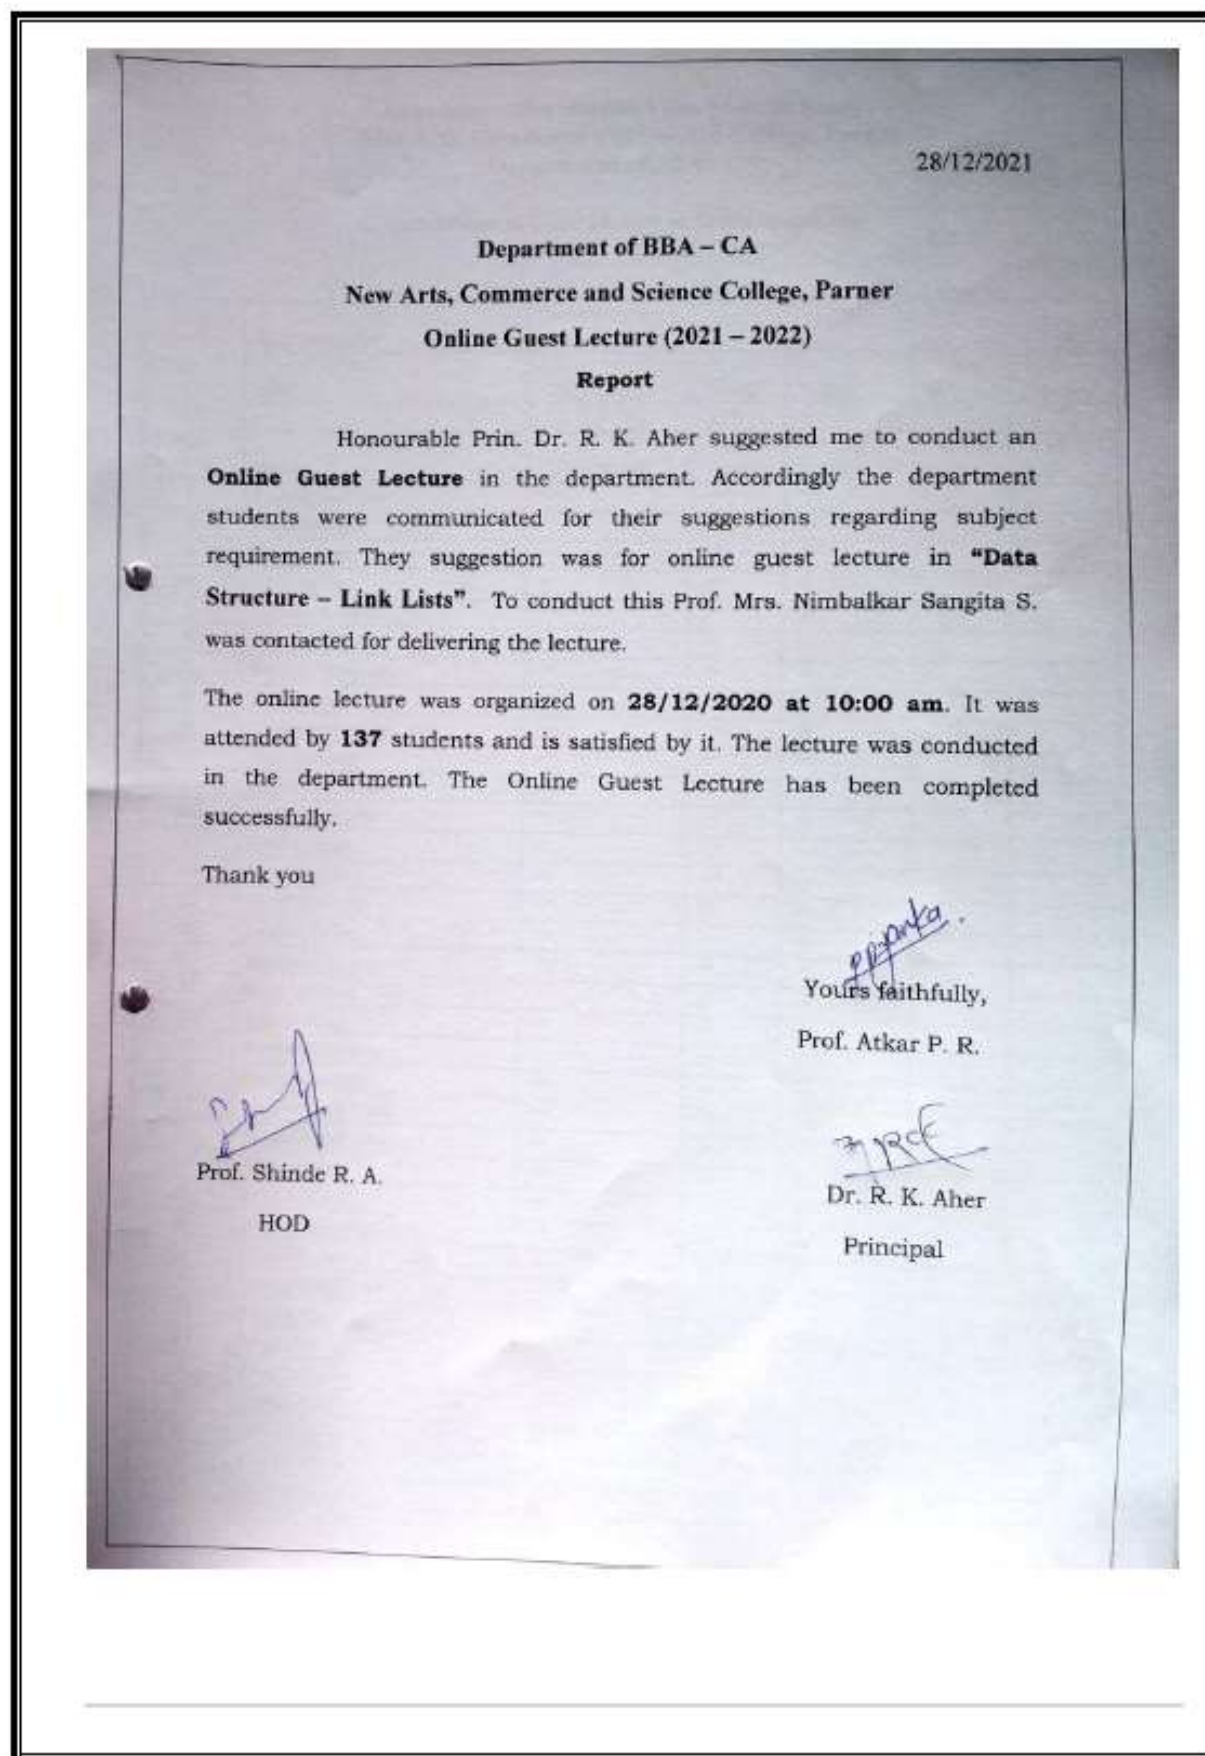 28/12/2021
Department of BBA – CA
New Arts, Commerce and Science College, Parner
Online Guest Lecture (2021 – 2022)
Report
Honourable Prin. Dr. R. K. Aher suggested me to conduct an
Online Guest Lecture in the department. Accordingly the department
students were communicated for their suggestions regarding subject
requirement. They suggestion was for online guest lecture in “Data
Structure – Link Lists”. To conduct this Prof. Mrs. Nimbalkar Sangita S.
was contacted for delivering the lecture.
The online lecture was organized on 28/12/2020 at 10:00 am. It was
attended by 137 students and is satisfied by it. The lecture was conducted
in the department. The Online Guest Lecture has been completed
successfully.
Thank you
Yours faithfully,
Prof. Atkar P. R.
Prof. Shinde R. A.
HOD
Dr. R. K. Aher
Principal